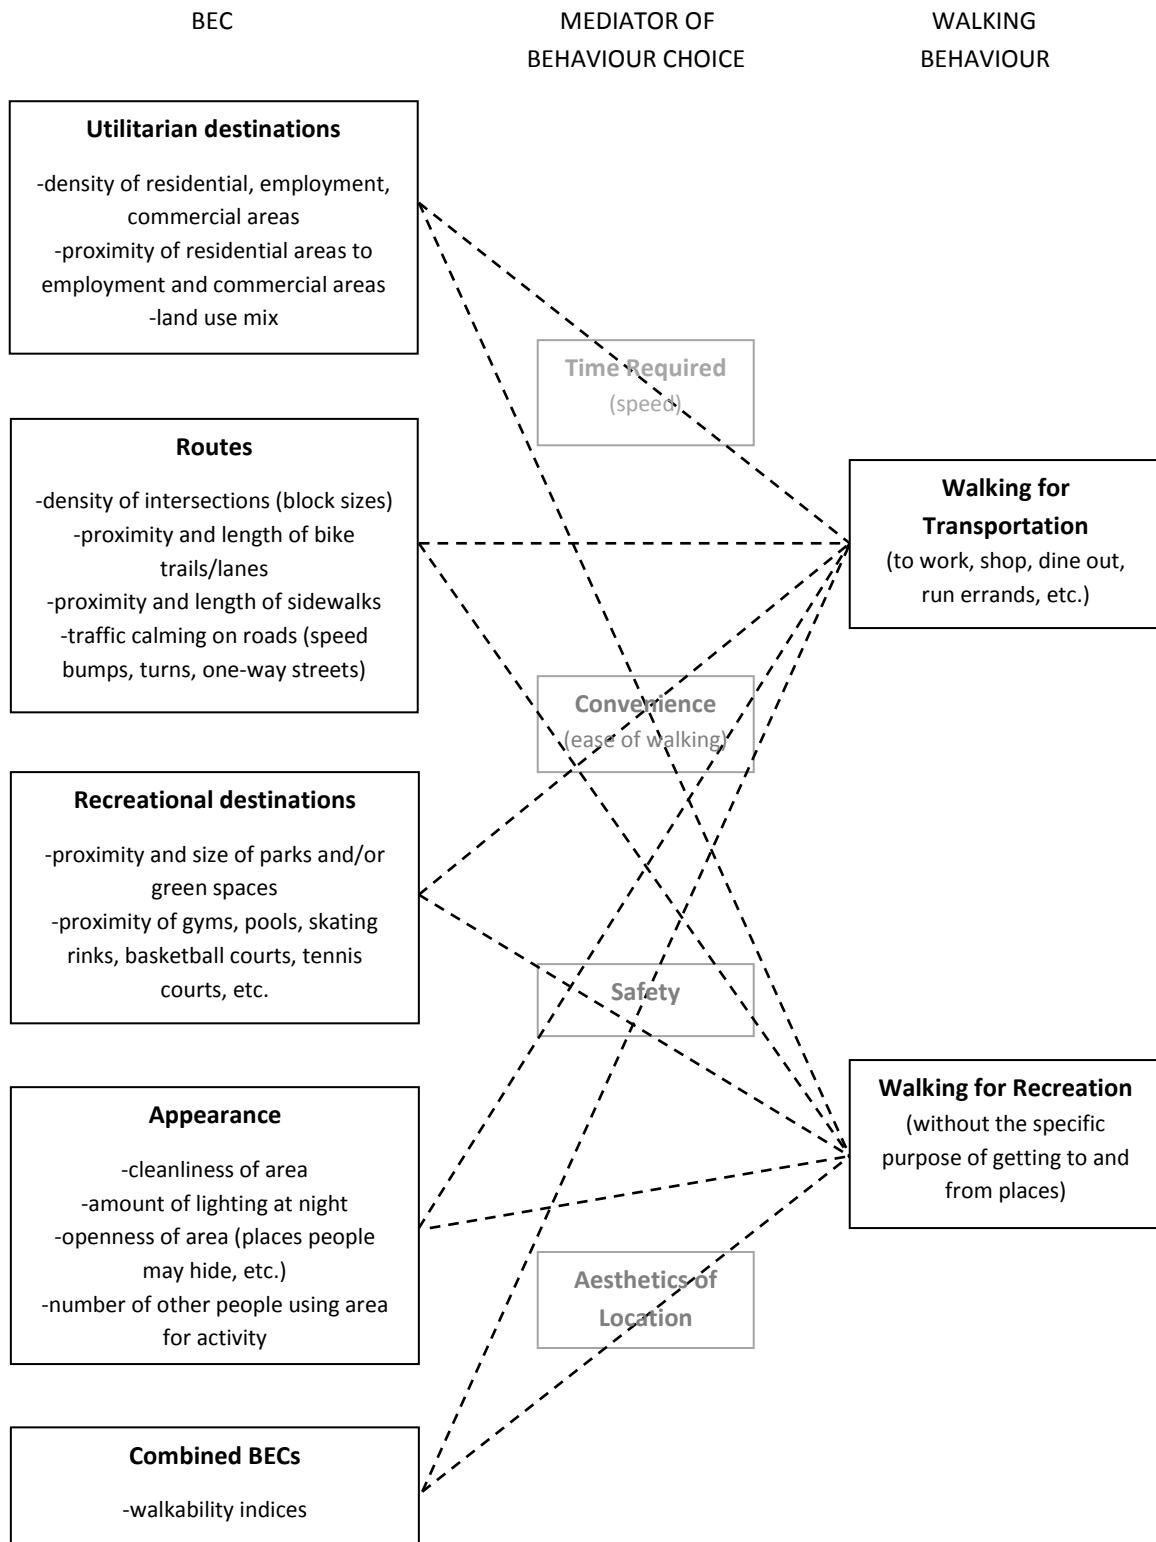 BEC
MEDIATOR OF
BEHAVIOUR CHOICE
WALKING
BEHAVIOUR
Utilitarian destinations
-density of residential, employment,
commercial areas
-proximity of residential areas to
employment and commercial areas
-land use mix
Time Required
(speed)
Routes
-density of intersections (block sizes)
-proximity and length of bike
trails/lanes
-proximity and length of sidewalks
-traffic calming on roads (speed
bumps, turns, one-way streets)
Walking for
Transportation
(to work, shop, dine out,
run errands, etc.)
Convenience
(ease of walking)
Recreational destinations
-proximity and size of parks and/or
green spaces
-proximity of gyms, pools, skating
rinks, basketball courts, tennis
courts, etc.
Safety
Appearance
-cleanliness of area
-amount of lighting at night
-openness of area (places people
may hide, etc.)
-number of other people using area
for activity
Walking for Recreation
(without the specific
purpose of getting to and
from places)
Aesthetics of
Location
Combined BECs
-walkability indices